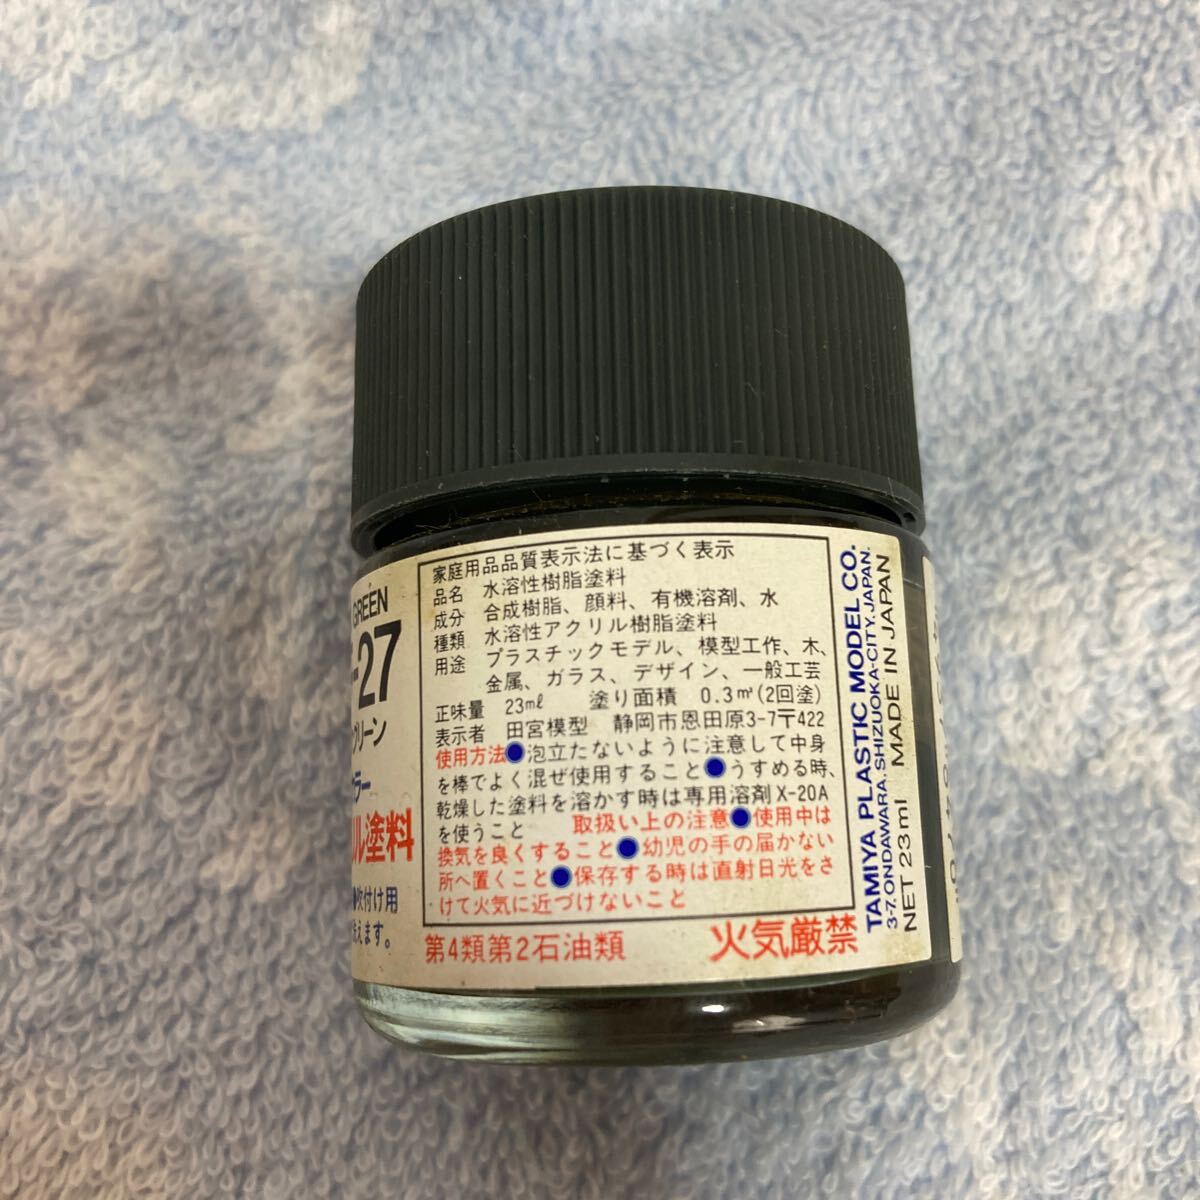 GREEN
-27
グリーン
ラー
ル塗料
●吹付け用
えます。
家庭用品品質表示法に基づく表示
品名 水溶性樹脂塗料
成分 合成樹脂、顔料、有機溶剤、水
種類 水溶性アクリル樹脂塗料
用途 プラスチックモデル、模型工作、木、
金属、ガラス、デザイン、一般工芸
正味量 23㎖ 塗り面積 0.3㎡(2回塗)
表示者 田宮模型 静岡市恩田原3-7〒422
使用方法●泡立たないように注意して中身
を棒でよく混ぜ使用すること●うすめる時、
乾燥した塗料を溶かす時は専用溶剤X-20A
を使うこと 取扱い上の注意●使用中は
換気を良くすること●幼児の手の届かない
所へ置くこと●保存する時は直射日光をさ
けて火気に近づけないこと
第4類第2石油類 火気厳禁
TAMIYA PLASTIC MODEL CO.
3-7, ONDAWARA, SHIZUOKA-CITY, JAPAN.
NET 23ml MADE IN JAPAN